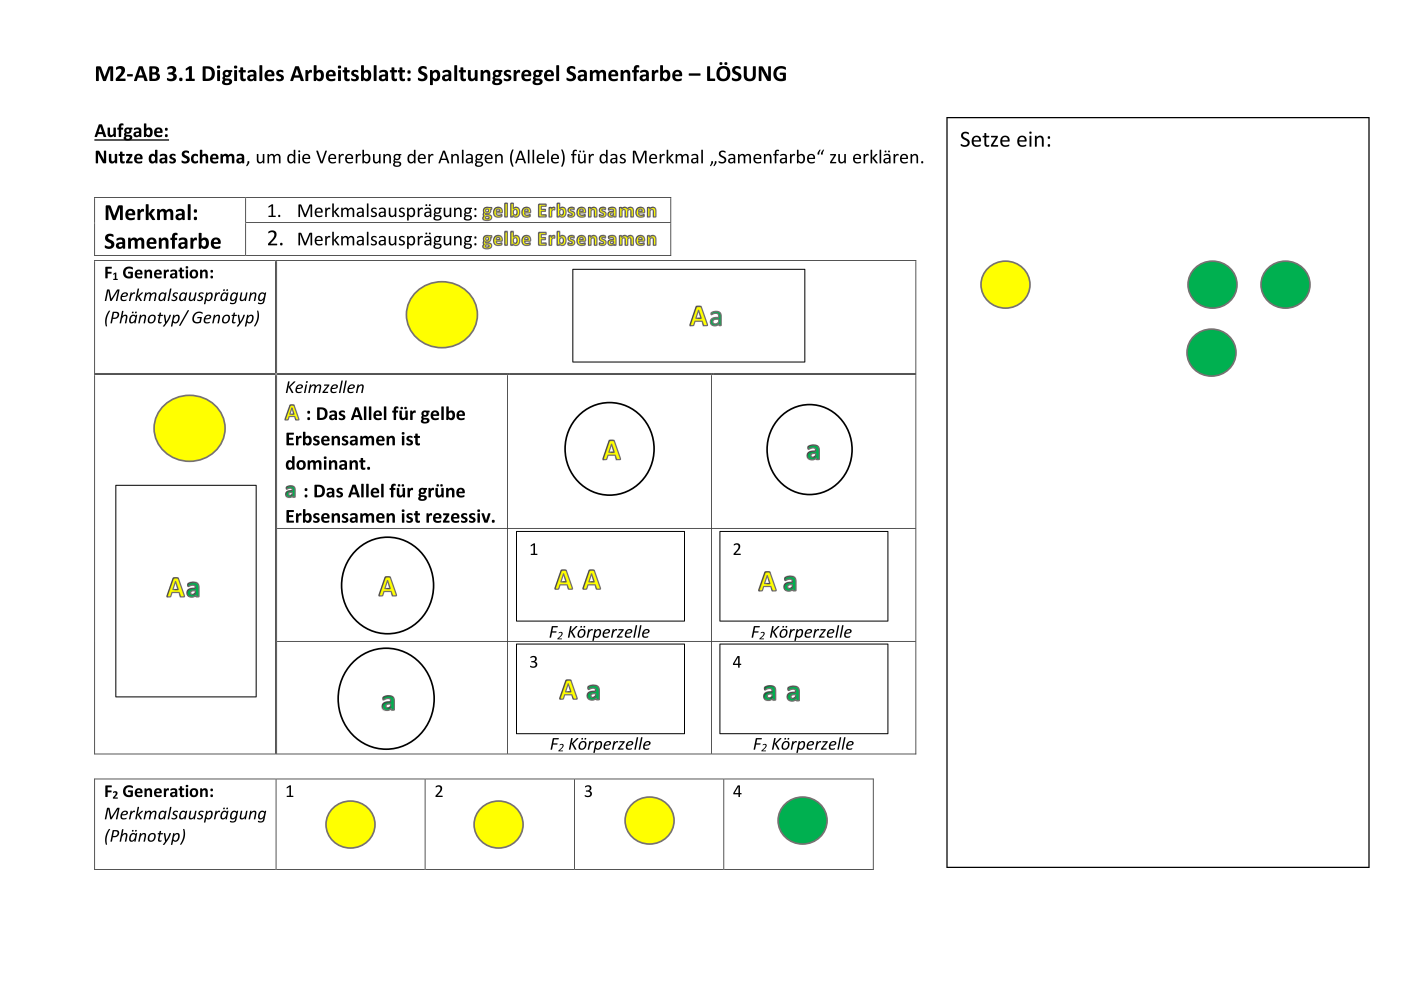 M2-AB 3.1 Digitales Arbeitsblatt: Spaltungsregel Samenfarbe – LÖSUNG
Aufgabe:
Nutze das Schema, um die Vererbung der Anlagen (Allele) für das Merkmal „Samenfarbe“ zu erklären.
Setze ein:
Merkmal:
Samenfarbe
1. Merkmalsausprägung: gelbe Erbsensamen
2. Merkmalsausprägung: gelbe Erbsensamen
F₁ Generation:
Merkmalsausprägung
(Phänotyp/ Genotyp)
Aa
Aa
Keimzellen
A : Das Allel für gelbe
Erbsensamen ist
dominant.
a : Das Allel für grüne
Erbsensamen ist rezessiv.
A
a
A
1
A A
F₂ Körperzelle
2
A a
F₂ Körperzelle
a
3
A a
F₂ Körperzelle
4
a a
F₂ Körperzelle
F₂ Generation:
Merkmalsausprägung
(Phänotyp)
1
2
3
4